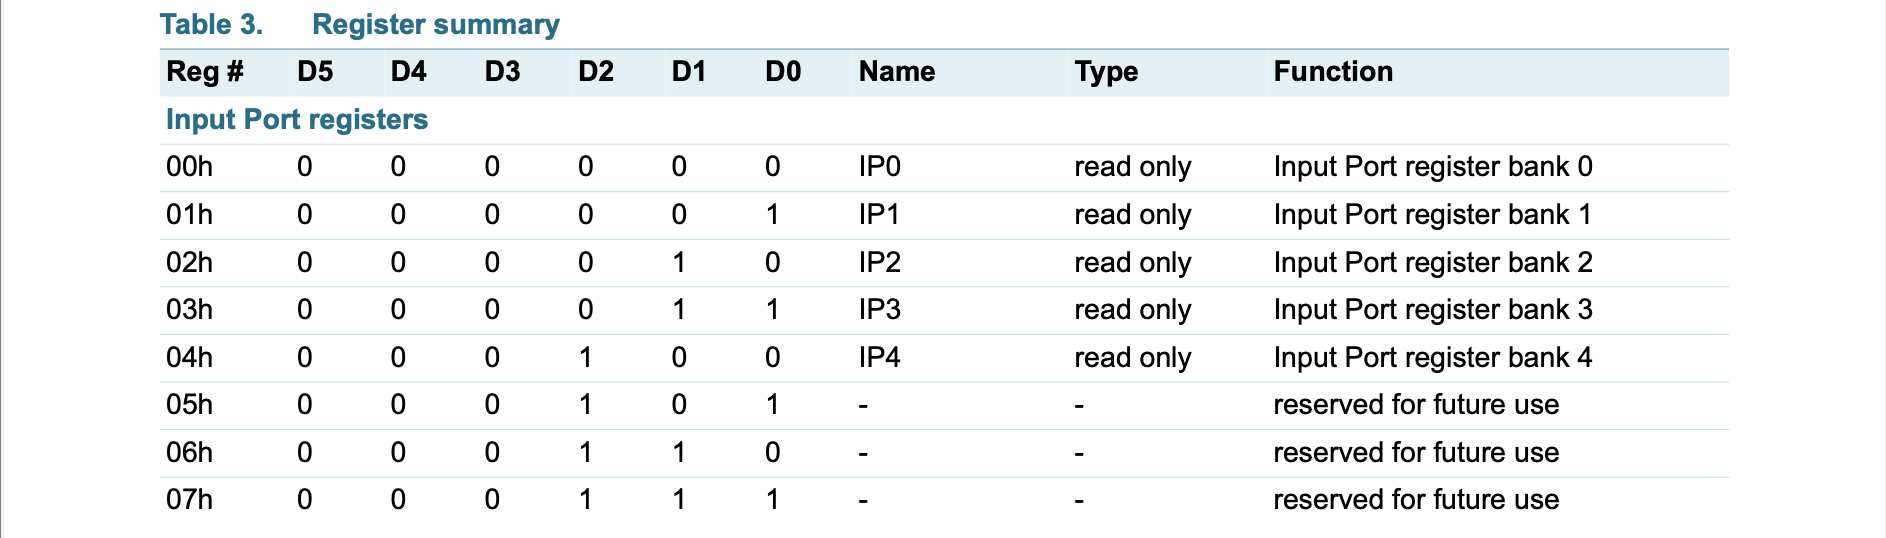 Table 3. Register summary
Reg # D5 D4 D3 D2 D1 D0 Name Type Function
Input Port registers
00h 0 0 0 0 0 0 IP0 read only Input Port register bank 0
01h 0 0 0 0 0 1 IP1 read only Input Port register bank 1
02h 0 0 0 0 1 0 IP2 read only Input Port register bank 2
03h 0 0 0 0 1 1 IP3 read only Input Port register bank 3
04h 0 0 0 1 0 0 IP4 read only Input Port register bank 4
05h 0 0 0 1 0 1 - - reserved for future use
06h 0 0 0 1 1 0 - - reserved for future use
07h 0 0 0 1 1 1 - - reserved for future use